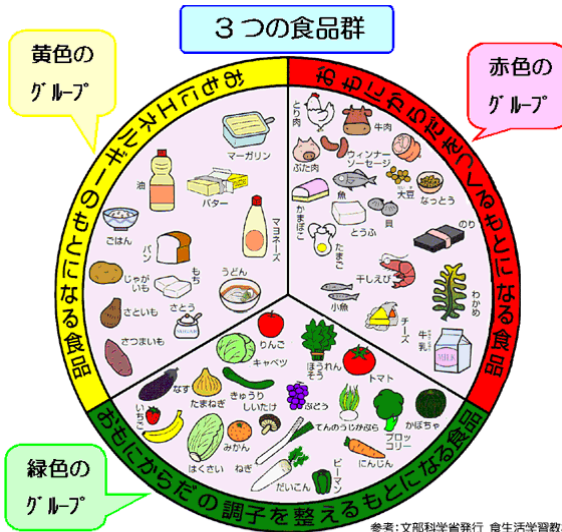 3つの食品群
黄色の
グループ
赤色の
グループ
緑色の
グループ
おもにエネルギーのもとになる食品
おもにからだをつくるもとになる食品
おもにからだの調子を整えるもとになる食品
マーガリン
油
バター
マヨネーズ
ごはん
パン
じゃが
いも
もち
うどん
さといも
さとう
さつまいも
とり肉
牛肉
ぶた肉
ウィンナー
ソーセージ
魚
大豆
なっとう
かまぼこ
とうふ
貝
のり
たまご
干しえび
わかめ
小魚
チーズ
牛乳
りんご
キャベツ
ほうれん
そう
トマト
なす
たまねぎ
きゅうり
しいたけ
ぶどう
てんのうじかぶら
ブロッ
コリー
かぼちゃ
いちご
はくさい
みかん
ねぎ
だいこん
ピーマン
にんじん
参考:文部科学省発行 食生活学習教